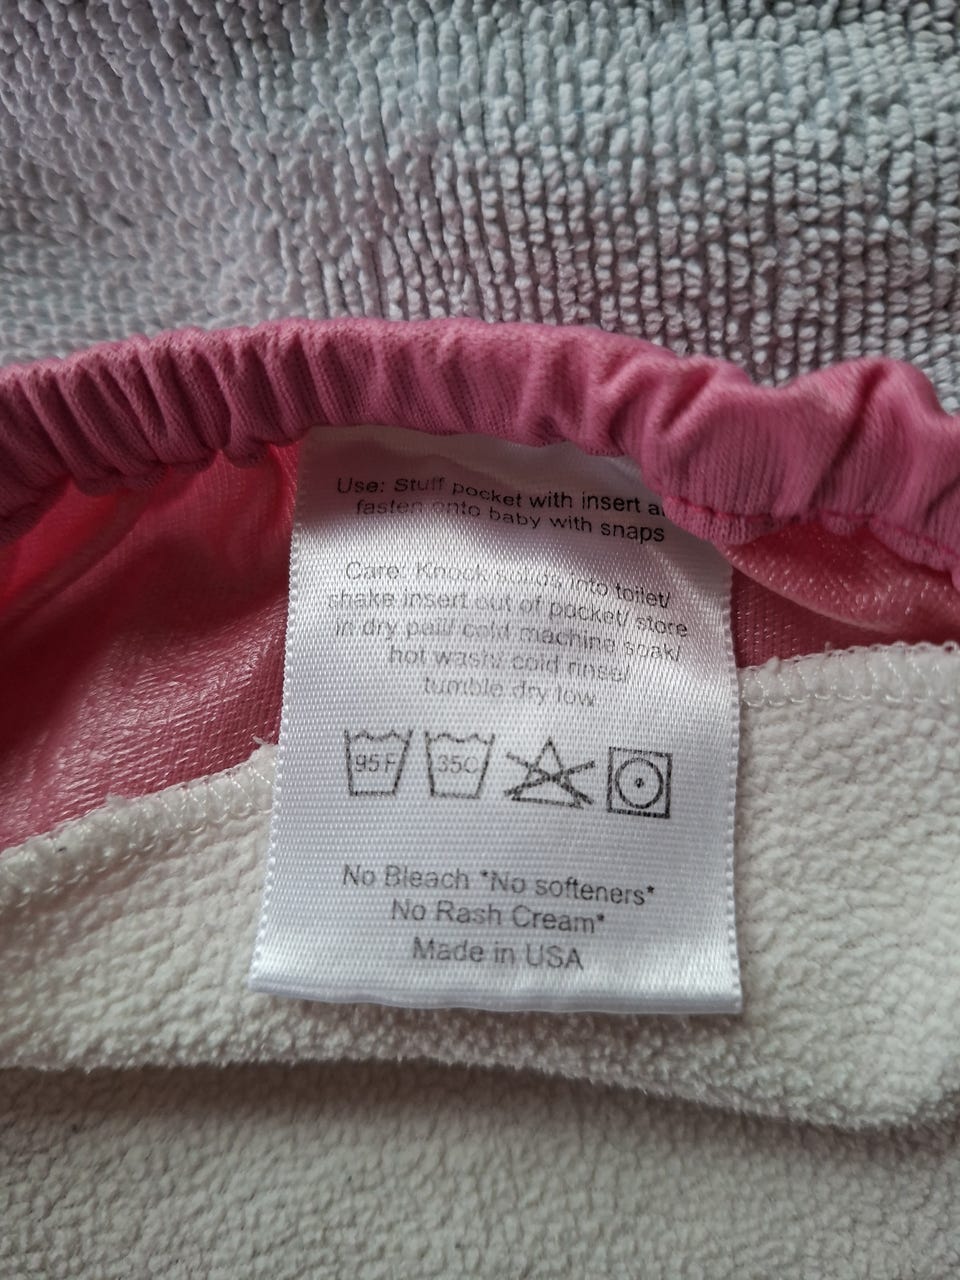 Use: Stuff pocket with insert a
fasten onto baby with snaps
Care: Knock solids into toilet/
shake insert out of pocket/ store
in dry pail/ cold machine soak/
hot wash/ cold rinse/
tumble dry low
95F 35C
No Bleach *No softeners*
No Rash Cream*
Made in USA